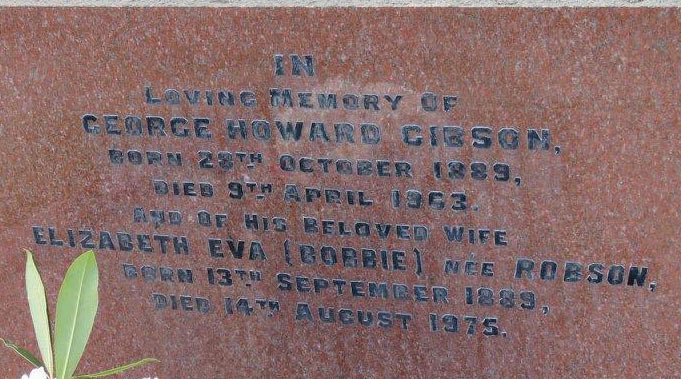 IN
LOVING MEMORY OF
GEORGE HOWARD GIBSON,
BORN 28TH OCTOBER 1889,
DIED 9TH APRIL 1963.
AND OF HIS BELOVED WIFE
ELIZABETH EVA (BOBBIE) NÉE ROBSON,
BORN 13TH SEPTEMBER 1889,
DIED 14TH AUGUST 1975.